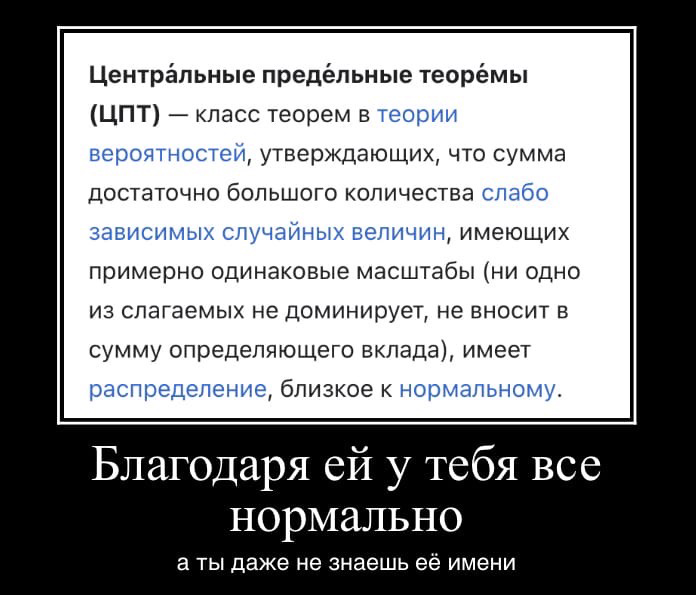 Центра́льные преде́льные теоре́мы
(ЦПТ) — класс теорем в теории
вероятностей, утверждающих, что сумма
достаточно большого количества слабо
зависимых случайных величин, имеющих
примерно одинаковые масштабы (ни одно
из слагаемых не доминирует, не вносит в
сумму определяющего вклада), имеет
распределение, близкое к нормальному.
Благодаря ей у тебя все
нормально
а ты даже не знаешь её имени